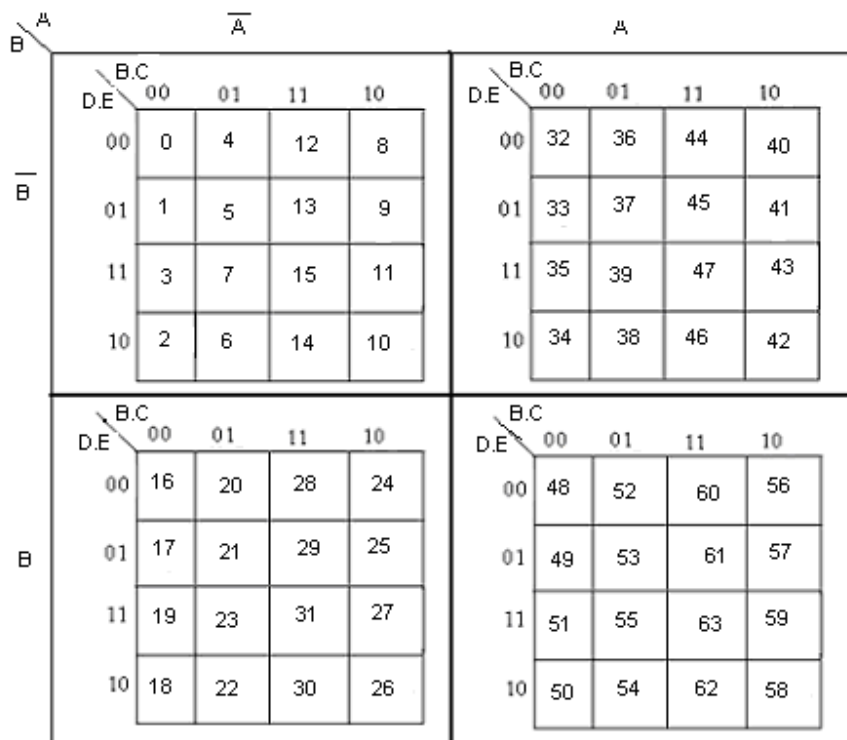 A A̅ A
B
B.C B.C
D.E 00 01 11 10 D.E 00 01 11 10
00 0 4 12 8 00 32 36 44 40
B̅
01 1 5 13 9 01 33 37 45 41
11 3 7 15 11 11 35 39 47 43
10 2 6 14 10 10 34 38 46 42
B.C B.C
D.E 00 01 11 10 D.E 00 01 11 10
00 16 20 28 24 00 48 52 60 56
B 01 17 21 29 25 01 49 53 61 57
11 19 23 31 27 11 51 55 63 59
10 18 22 30 26 10 50 54 62 58